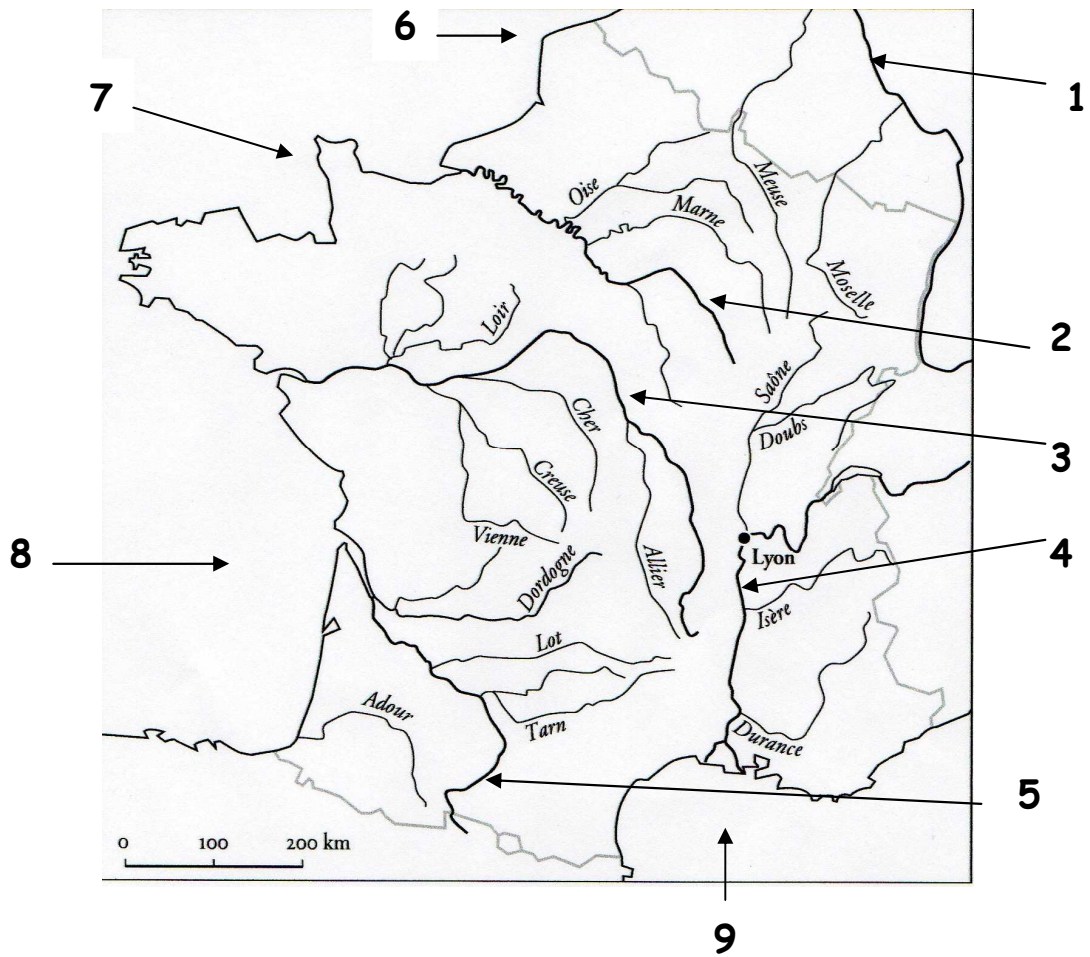 6
7
1
Oise
Marne
Meuse
Moselle
Loir
2
Saône
Doubs
Cher
3
Creuse
Vienne
Dordogne
Allier
Lyon
4
8
Isère
Lot
Adour
Tarn
Durance
5
0 100 200 km
9